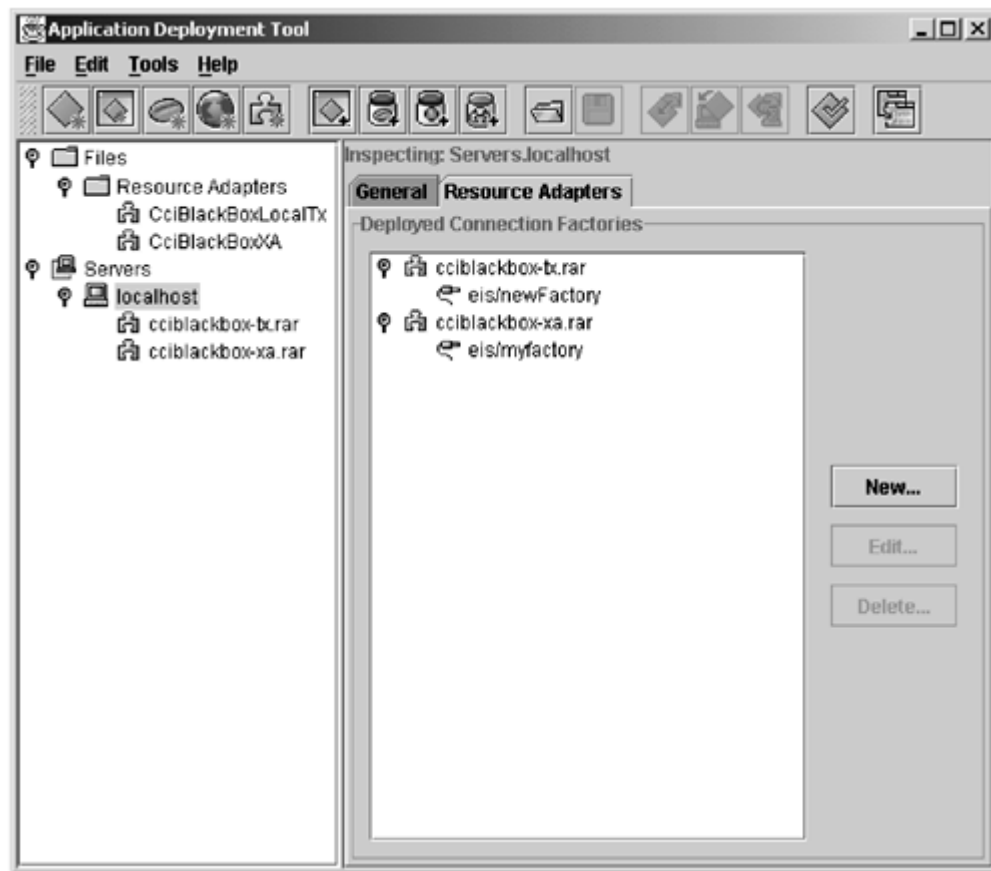 Application Deployment Tool
File Edit Tools Help
Files
Resource Adapters
CciBlackBoxLocalTx
CciBlackBoxXA
Servers
localhost
cciblackbox-tx.rar
cciblackbox-xa.rar
Inspecting: Servers.localhost
General Resource Adapters
Deployed Connection Factories
cciblackbox-tx.rar
eis/newFactory
cciblackbox-xa.rar
eis/myfactory
New...
Edit...
Delete...